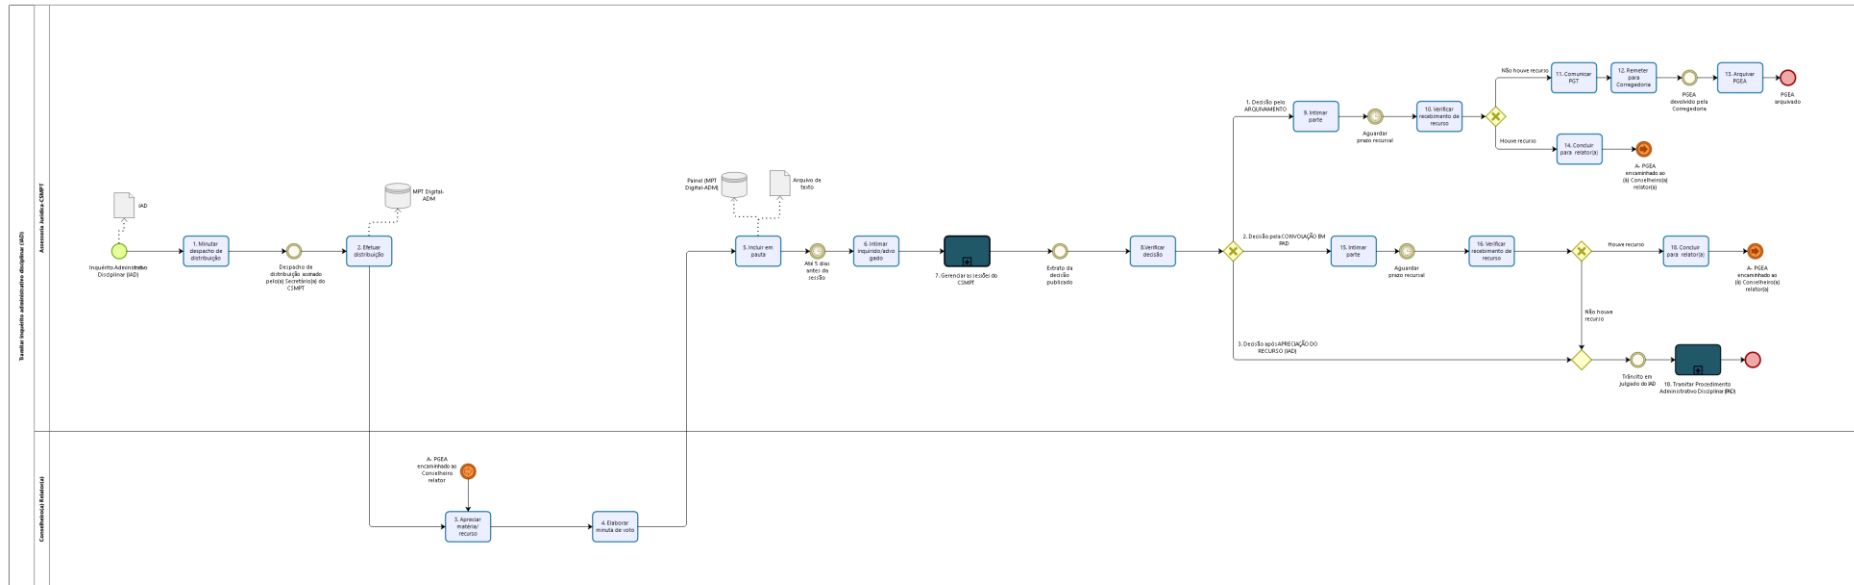 Tramitar inquérito administrativo disciplinar (IAD)
Assessoria Jurídica-CSMPT
IAD
Inquérito Administrativo
Disciplinar (IAD)
1. Minutar
despacho de
distribuição
Despacho de
distribuição assinado
pelo(a) Secretário(a) do
CSMPT
2. Efetuar
distribuição
MPT Digital-
ADM
Painel (MPT
Digital-ADM)
Arquivo de
texto
5. Incluir em
pauta
Até 5 dias
antes da
sessão
6. Intimar
inquirido/advo
gado
7. Gerenciar as sessões do
CSMPT
Extrato da
decisão
publicado
8.Verificar
decisão
1. Decisão pelo
ARQUIVAMENTO
9. Intimar
parte
Aguardar
prazo recursal
10. Verificar
recebimento de
recurso
Não houve recurso
11. Comunicar
PGT
12. Remeter
para
Corregedoria
PGEA
devolvido pela
Corregedoria
13. Arquivar
PGEA
PGEA
arquivado
Houve recurso
14. Concluir
para relator(a)
A- PGEA
encaminhado ao
(à) Conselheiro(a)
relator(a)
2. Decisão pela CONVOLAÇÃO EM
PAD
15. Intimar
parte
Aguardar
prazo recursal
16. Verificar
recebimento de
recurso
Houve recurso
18. Concluir
para relator(a)
A- PGEA
encaminhado ao
(à) Conselheiro(a)
relator(a)
Não houve
recurso
3. Decisão após APRECIAÇÃO DO
RECURSO (IAD)
Trânsito em
julgado do IAD
18. Tramitar Procedimento
Administrativo Disciplinar (PAD)
Conselheiro(a) Relator(a)
A- PGEA
encaminhado ao
Conselheiro
relator
3. Apreciar
matéria/
recurso
4. Elaborar
minuta de voto